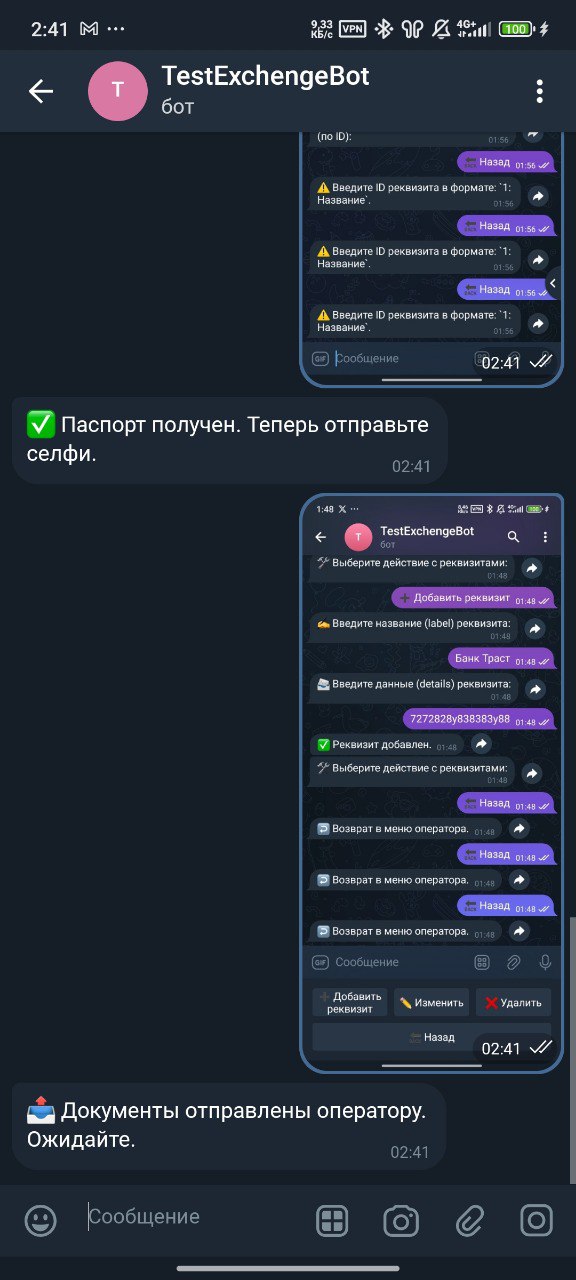 2:41
9,33
КБ/с
VPN
4G+
100
T
TestExchengeBot
бот
(по ID):
01:56
Назад 01:56
⚠️ Введите ID реквизита в формате: `1:
Название`.
01:56
Назад 01:56
⚠️ Введите ID реквизита в формате: `1:
Название`.
01:56
Назад 01:56
⚠️ Введите ID реквизита в формате: `1:
Название`.
01:56
GIF Сообщение
02:41
✅ Паспорт получен. Теперь отправьте
селфи.
02:41
1:48
VPN
100
T
TestExchengeBot
бот
🛠 Выберите действие с реквизитами:
01:48
➕ Добавить реквизит 01:48
✍️ Введите название (label) реквизита:
01:48
Банк Траст 01:48
📨 Введите данные (details) реквизита:
01:48
7272828y838383y88 01:48
✅ Реквизит добавлен. 01:48
🛠 Выберите действие с реквизитами:
01:48
Назад 01:48
↩️ Возврат в меню оператора. 01:48
Назад 01:48
↩️ Возврат в меню оператора. 01:48
Назад 01:48
↩️ Возврат в меню оператора. 01:48
GIF Сообщение
➕ Добавить
реквизит
✏️ Изменить
❌ Удалить
Назад
02:41
📤 Документы отправлены оператору.
Ожидайте.
02:41
Сообщение